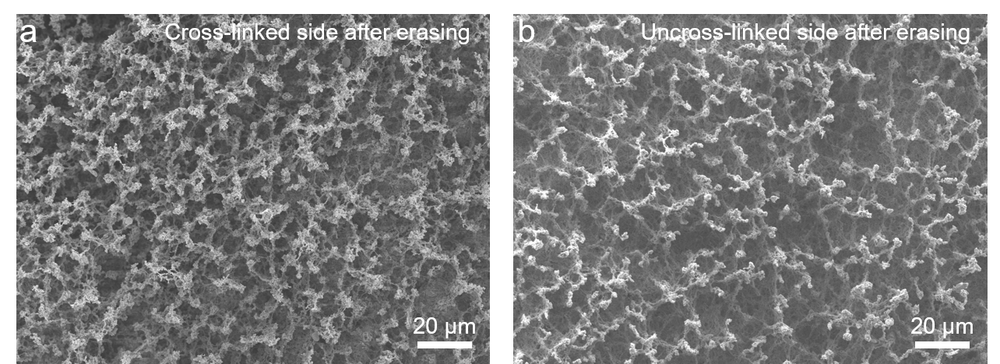 a
Cross-linked side after erasing
20 µm
b
Uncross-linked side after erasing
20 µm